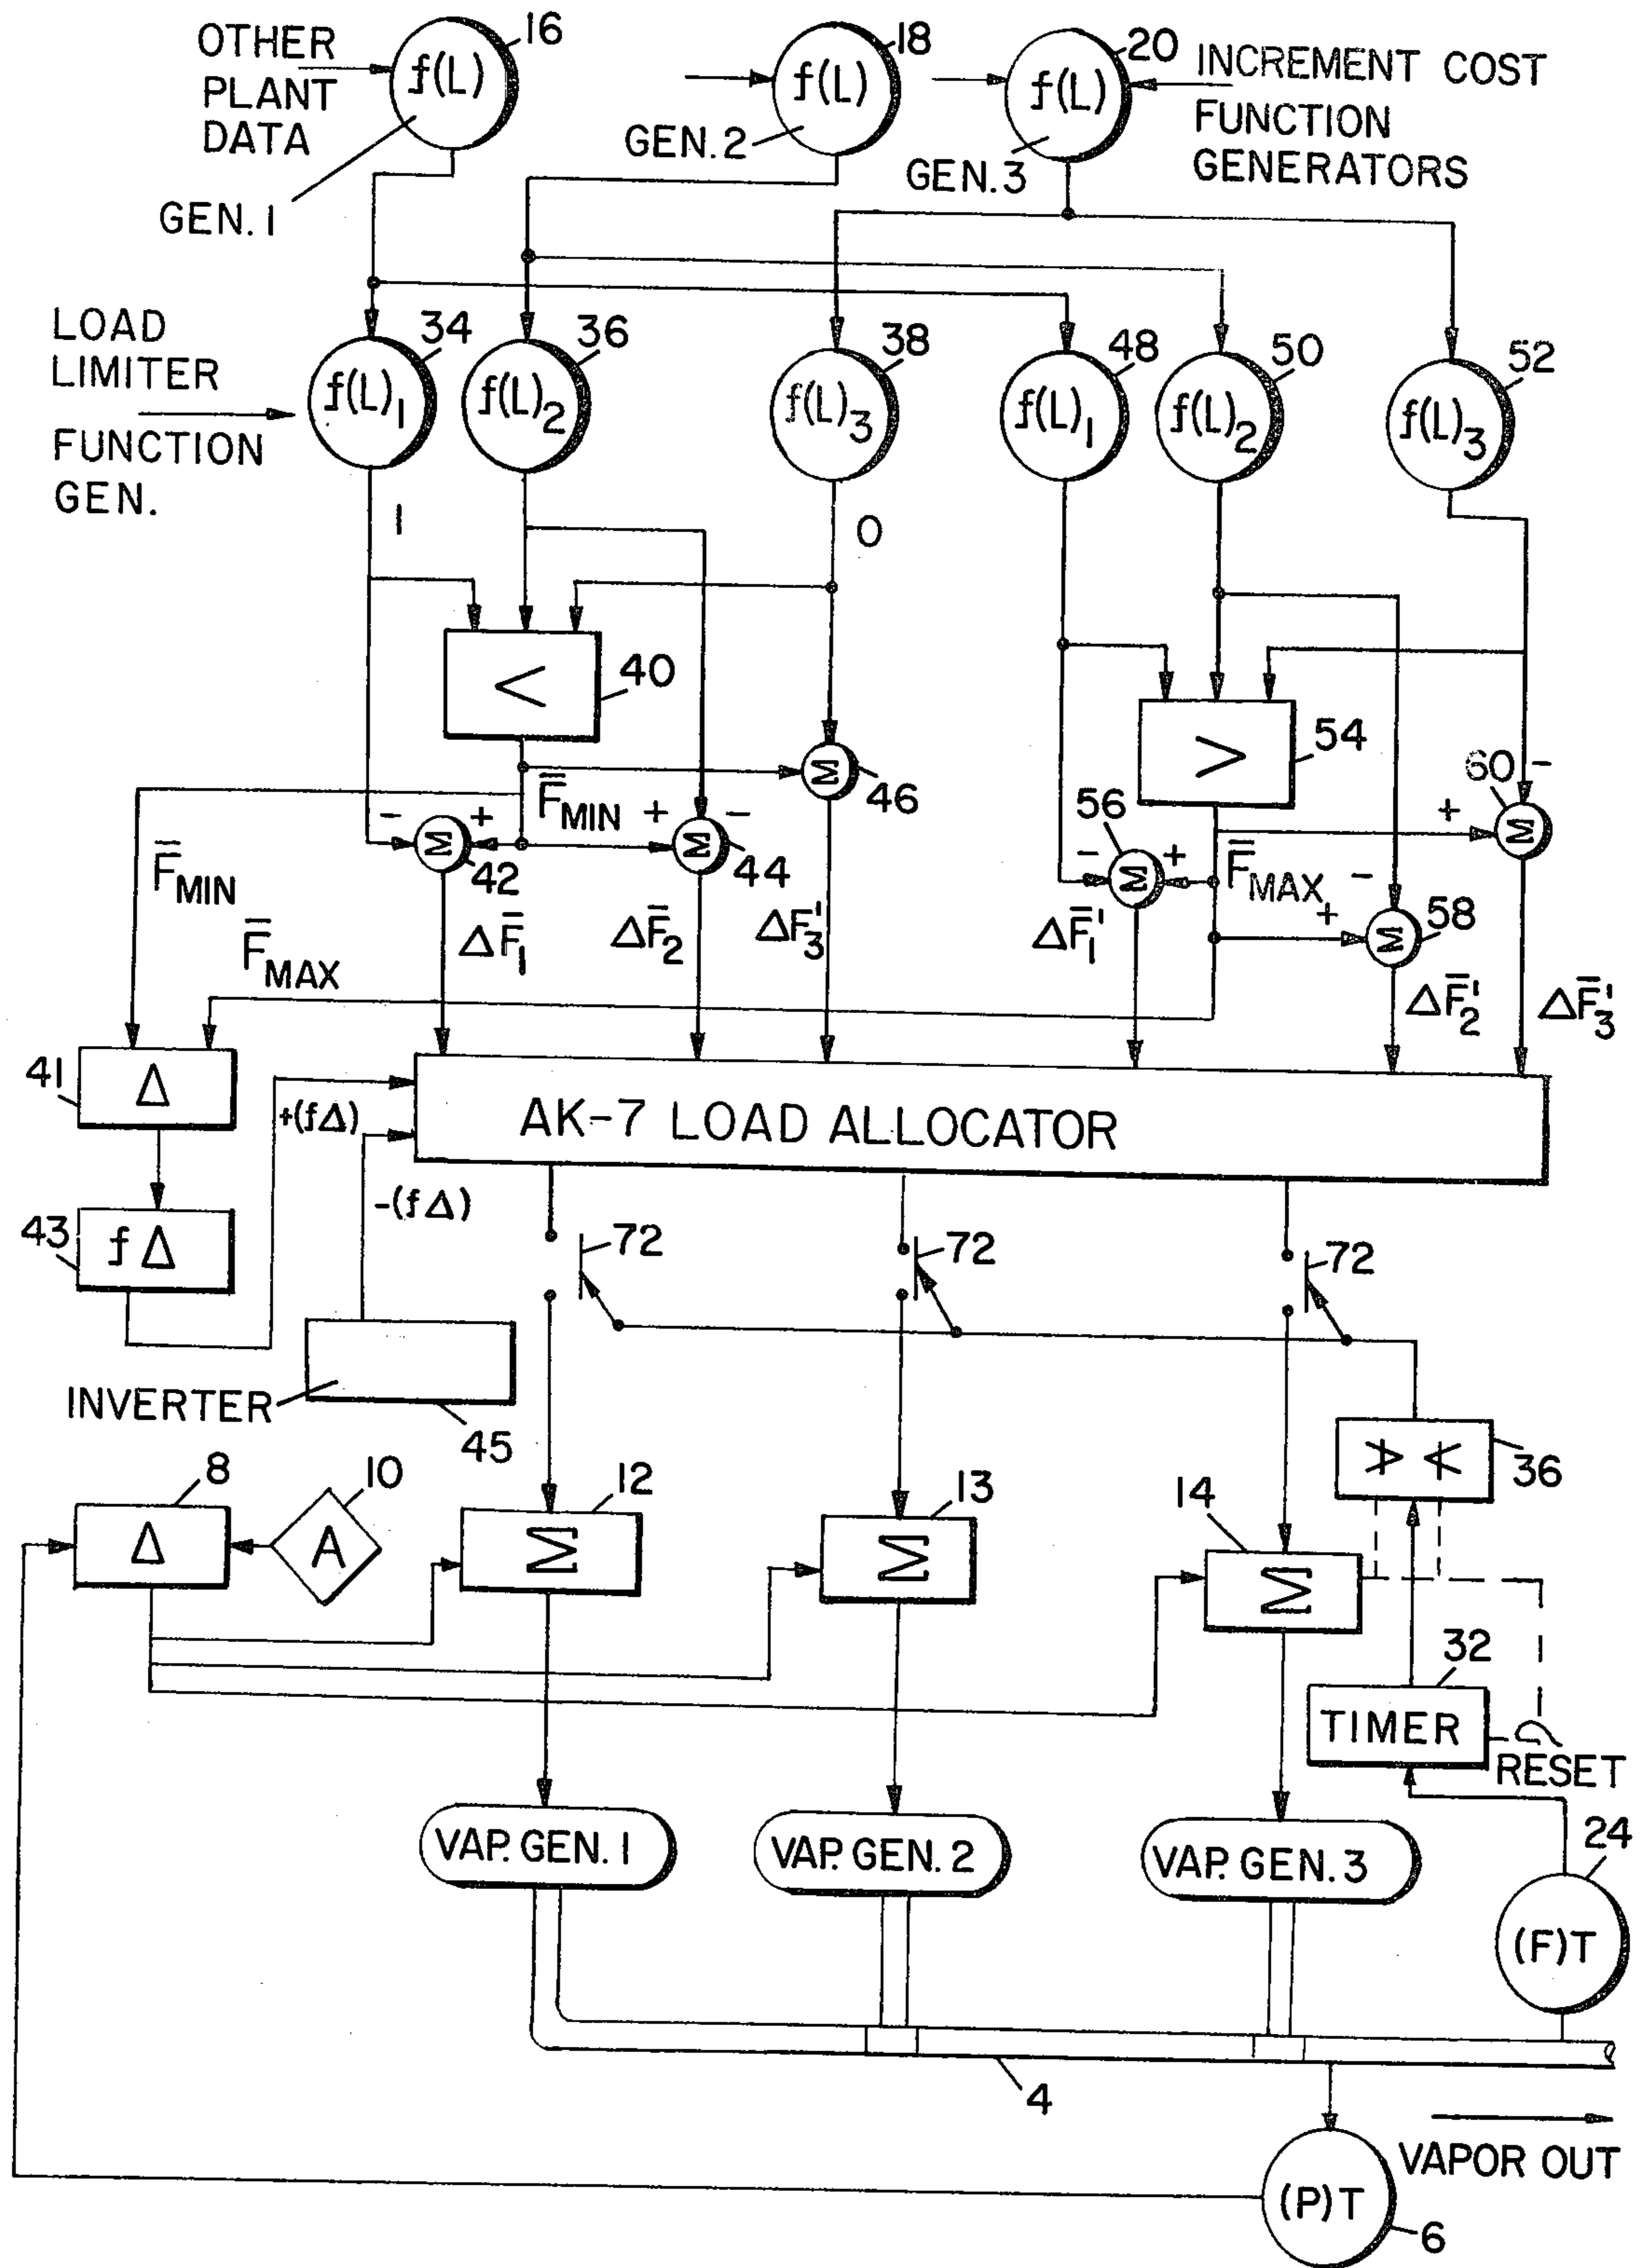 OTHER
PLANT
DATA
f(L)
16
GEN. 1
f(L)
18
GEN. 2
f(L)
20
GEN. 3
INCREMENT COST
FUNCTION
GENERATORS
LOAD
LIMITER
FUNCTION
GEN.
f(L)1
34
f(L)2
36
f(L)3
38
f(L)1
48
f(L)2
50
f(L)3
52
1
0
<
40
>
54
Σ
46
Σ
42
- +
F̅MIN
Σ
44
+ -
Σ
56
- +
F̅MAX
Σ
60
+ -
Σ
58
+ -
F̅MIN
F̅MAX
ΔF̅1
ΔF̅2
ΔF3'
ΔF̅1'
ΔF̅2'
ΔF̅3'
41
Δ
+(fΔ)
AK-7 LOAD ALLOCATOR
-(fΔ)
43
f Δ
72
72
72
INVERTER
45
≯ ≮
36
8
Δ
10
A
12
Σ
13
Σ
14
Σ
32
TIMER
RESET
VAP. GEN. 1
VAP. GEN. 2
VAP. GEN. 3
24
(F)T
4
VAPOR OUT
(P)T
6